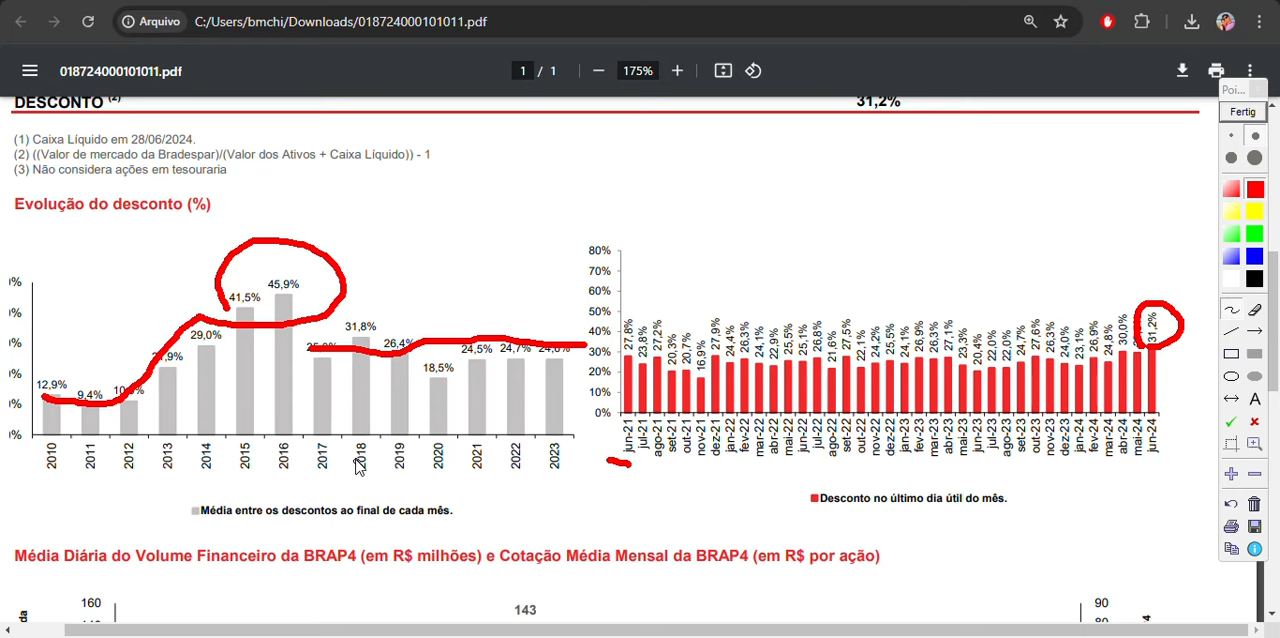 Arquivo C:/Users/bmchi/Downloads/018724000101011.pdf
018724000101011.pdf 1 / 1 175%
Poi...
Fertig
DESCONTO (2) 31,2%
(1) Caixa Líquido em 28/06/2024.
(2) ((Valor de mercado da Bradespar)/(Valor dos Ativos + Caixa Líquido)) - 1
(3) Não considera ações em tesouraria
Evolução do desconto (%)
12,9% 9,4% 29,0% 41,5% 45,9% 31,8% 26,4% 18,5% 24,5% 24,7%
2010 2011 2012 2013 2014 2015 2016 2017 2018 2019 2020 2021 2022 2023
Média entre os descontos ao final de cada mês.
80%
70%
60%
50%
40%
30%
20%
10%
0%
27,8% 23,8% 27,2% 20,3% 20,7% 16,9% 27,9% 24,4% 26,3% 24,1% 22,9% 25,5% 25,1% 26,8% 21,6% 27,5% 22,1% 24,2% 25,5% 24,1% 26,9% 26,3% 27,1% 23,3% 20,4% 22,0% 22,0% 24,7% 27,6% 26,3% 24,0% 23,1% 26,9% 24,8% 30,0% 31,2%
jun-21 jul-21 ago-21 set-21 out-21 nov-21 dez-21 jan-22 fev-22 mar-22 abr-22 mai-22 jun-22 jul-22 ago-22 set-22 out-22 nov-22 dez-22 jan-23 fev-23 mar-23 abr-23 mai-23 jun-23 jul-23 ago-23 set-23 out-23 nov-23 dez-23 jan-24 fev-24 mar-24 abr-24 mai-24 jun-24
Desconto no último dia útil do mês.
Média Diária do Volume Financeiro da BRAP4 (em R$ milhões) e Cotação Média Mensal da BRAP4 (em R$ por ação)
160 143 90
A